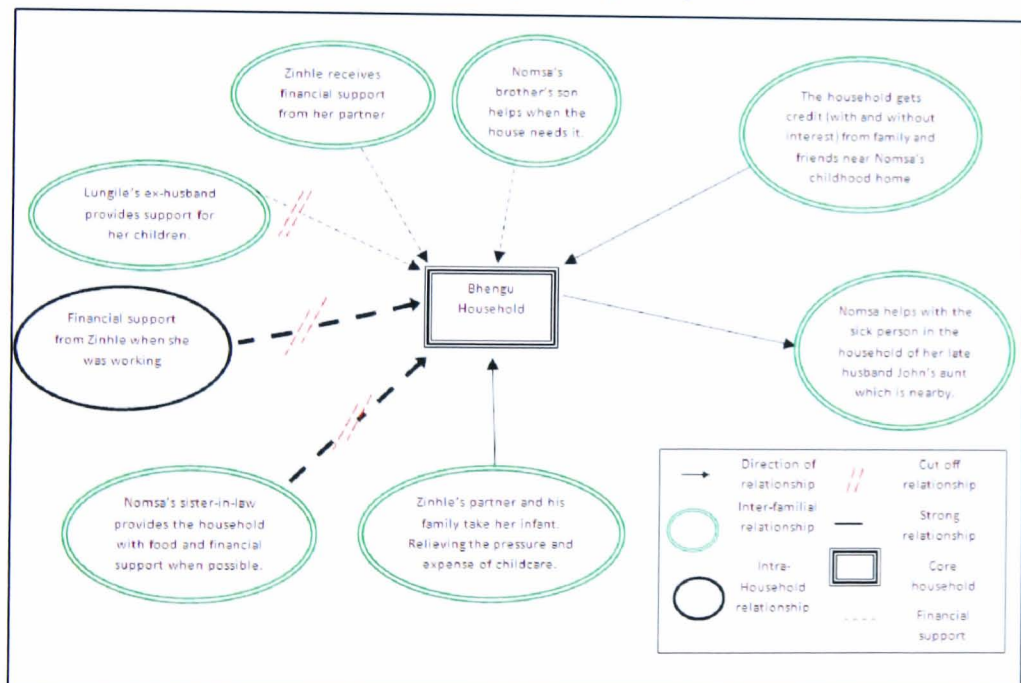 Zinhle receives
financial support
from her partner
Nomsa's
brother's son
helps when
the house
needs it.
The household gets
credit (with and without
interest) from family and
friends near Nomsa's
childhood home
Lungile's ex-husband
provides support for
her children.
Bhengu
Household
Financial support
from Zinhle when she
was working
Nomsa helps with the
sick person in the
household of her late
husband John's aunt
which is nearby.
Nomsa's sister-in-law
provides the household
with food and financial
support when possible.
Zinhle's partner and his
family take her infant.
Relieving the pressure and
expense of childcare.
Direction of
relationship
Cut off
relationship
Inter-familial
relationship
Strong
relationship
Intra-
Household
relationship
Core
household
Financial
support